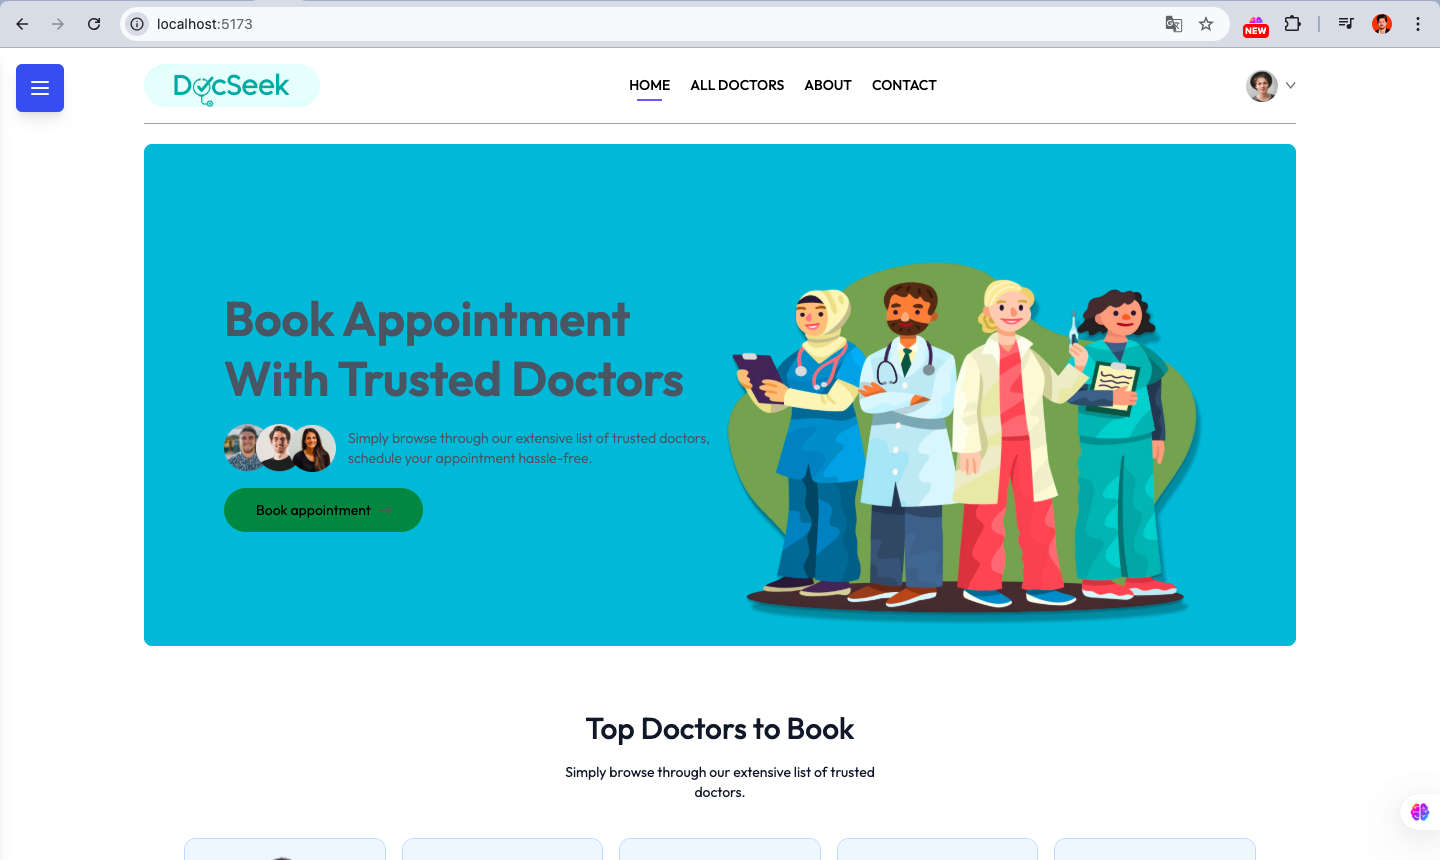 localhost:5173
NEW
DocSeek
HOME
ALL DOCTORS
ABOUT
CONTACT
Book Appointment
With Trusted Doctors
Simply browse through our extensive list of trusted doctors,
schedule your appointment hassle-free.
Book appointment →
Top Doctors to Book
Simply browse through our extensive list of trusted
doctors.